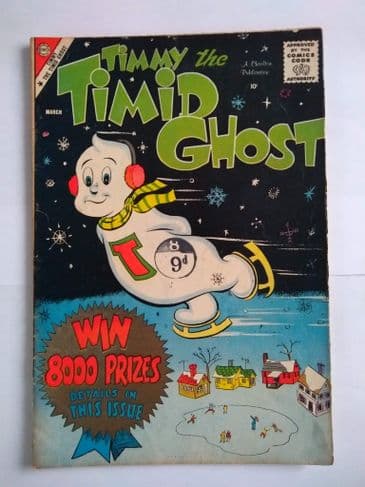 TIMMY the
TIMID
GHOST
A Charlton
Publication
10¢
APPROVED
BY THE
COMICS
CODE
AUTHORITY
MARCH
T
8
9d
WIN
8000 PRIZES
DETAILS IN
THIS ISSUE